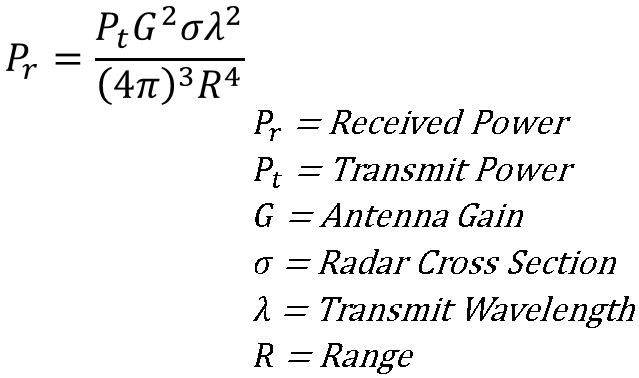 P_r = \frac{P_t G^2 σ λ^2}{(4π)^3 R^4}
P_r = Received Power
P_t = Transmit Power
G = Antenna Gain
σ = Radar Cross Section
λ = Transmit Wavelength
R = Range